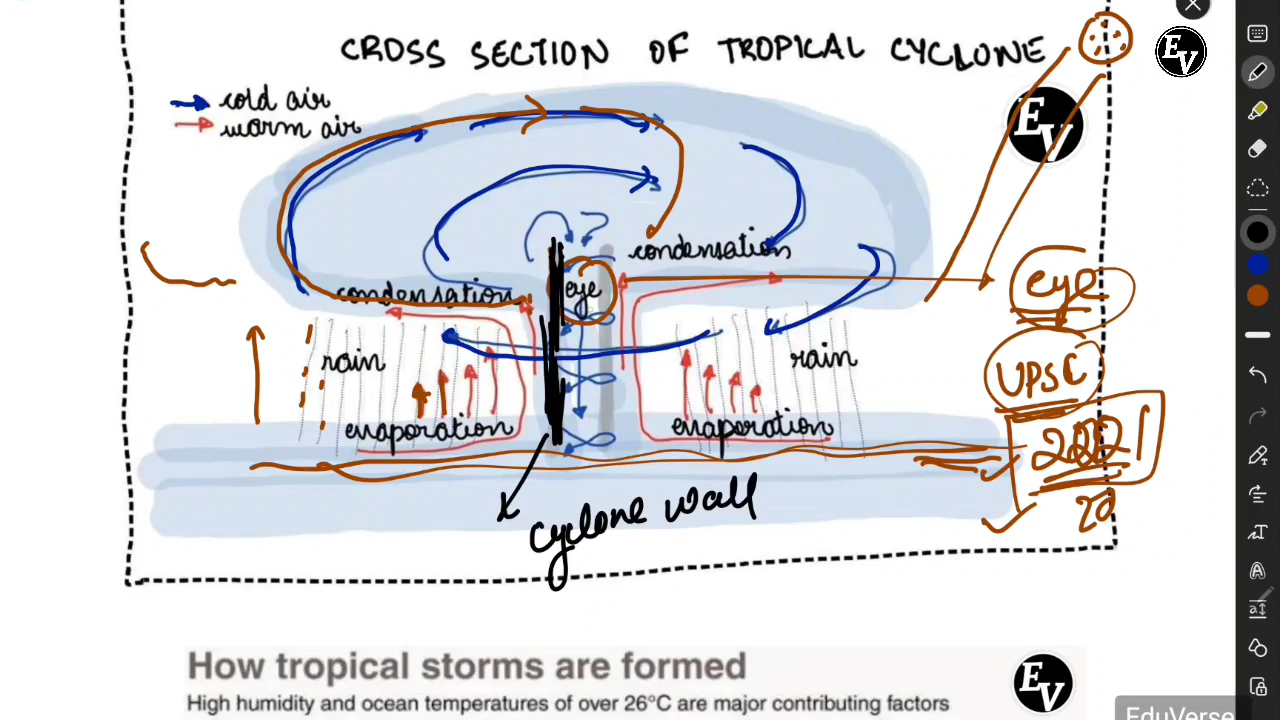 CROSS SECTION OF TROPICAL CYCLONE
EV
cold air
warm air
EV
condensation
condensation
eye
eye
rain
rain
UPSC
evaporation
evaporation
2021
20
cyclone wall
How tropical storms are formed
High humidity and ocean temperatures of over 26°C are major contributing factors
EV
EduVerse